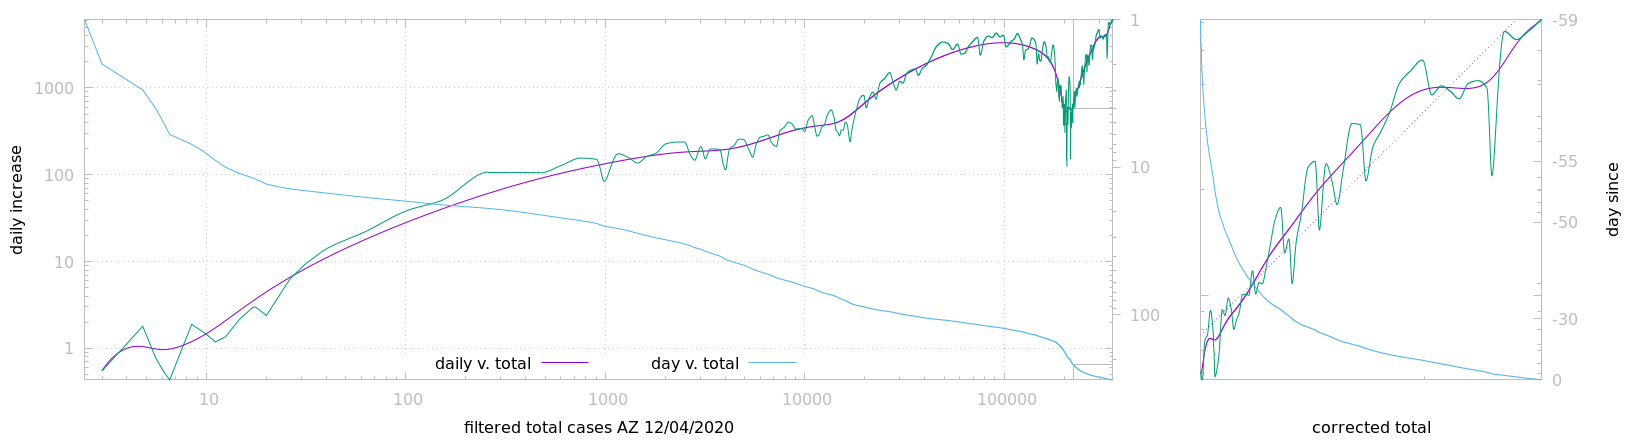 1
-59
1000
10
-55
100
-50
10
100
-30
1
daily v. total
day v. total
0
10
100
1000
10000
100000
filtered total cases AZ 12/04/2020
corrected total
daily increase
day since